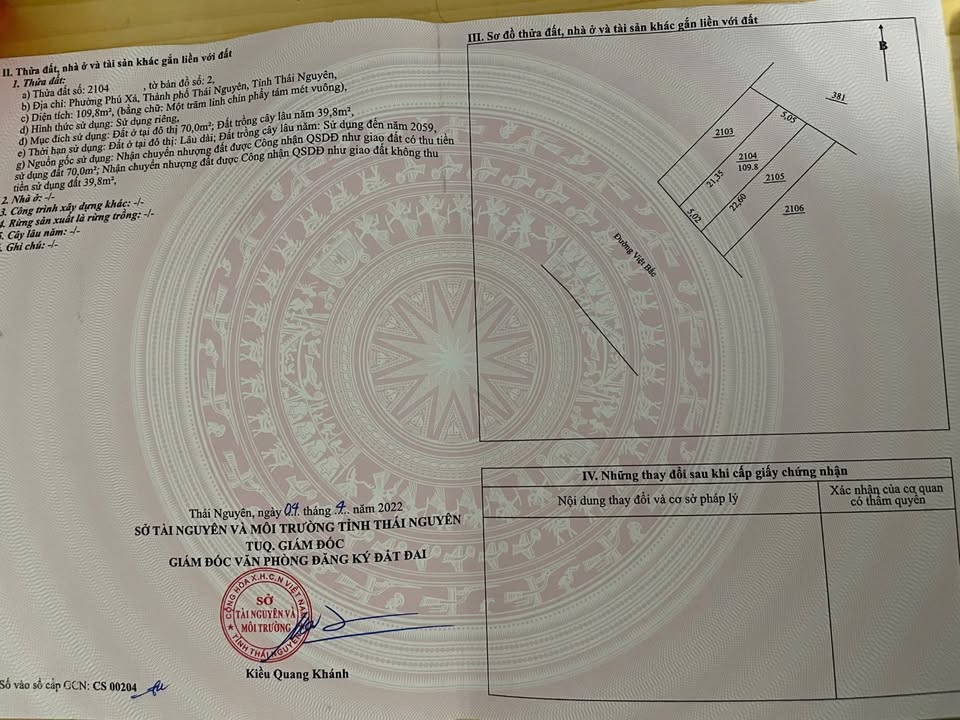 II. Thửa đất, nhà ở và tài sản khác gắn liền với đất
1. Thửa đất:
a) Thửa đất số: 2104 , tờ bản đồ số: 2,
b) Địa chỉ: Phường Phú Xá, Thành phố Thái Nguyên, Tỉnh Thái Nguyên,
c) Diện tích: 109,8m², (bằng chữ: Một trăm linh chín phẩy tám mét vuông),
d) Hình thức sử dụng: Sử dụng riêng,
đ) Mục đích sử dụng: Đất ở tại đô thị 70,0m²; Đất trồng cây lâu năm 39,8m²,
e) Thời hạn sử dụng: Đất ở tại đô thị: Lâu dài; Đất trồng cây lâu năm: Sử dụng đến năm 2059,
g) Nguồn gốc sử dụng: Nhận chuyển nhượng đất được Công nhận QSDĐ như giao đất có thu tiền
sử dụng đất 70,0m²; Nhận chuyển nhượng đất được Công nhận QSDĐ như giao đất không thu
tiền sử dụng đất 39,8m²,
2. Nhà ở: -/-
3. Công trình xây dựng khác: -/-
4. Rừng sản xuất là rừng trồng: -/-
. Cây lâu năm: -/-
. Ghi chú: -/-
Thái Nguyên, ngày 04 tháng 4 năm 2022
SỞ TÀI NGUYÊN VÀ MÔI TRƯỜNG TỈNH THÁI NGUYÊN
TUQ. GIÁM ĐỐC
GIÁM ĐỐC VĂN PHÒNG ĐĂNG KÝ ĐẤT ĐAI
CỘNG HÒA X.H.C.N VIỆT NAM
SỞ
TÀI NGUYÊN VÀ
MÔI TRƯỜNG
TỈNH THÁI NGUYÊN
Kiều Quang Khánh
Số vào sổ cấp GCN: CS 00204
III. Sơ đồ thửa đất, nhà ở và tài sản khác gắn liền với đất
B
381
5,05
2103
2104
109.8
2105
21,35
22,60
2106
5,02
Đường Việt Bắc
IV. Những thay đổi sau khi cấp giấy chứng nhận
Nội dung thay đổi và cơ sở pháp lý
Xác nhận của cơ quan
có thẩm quyền